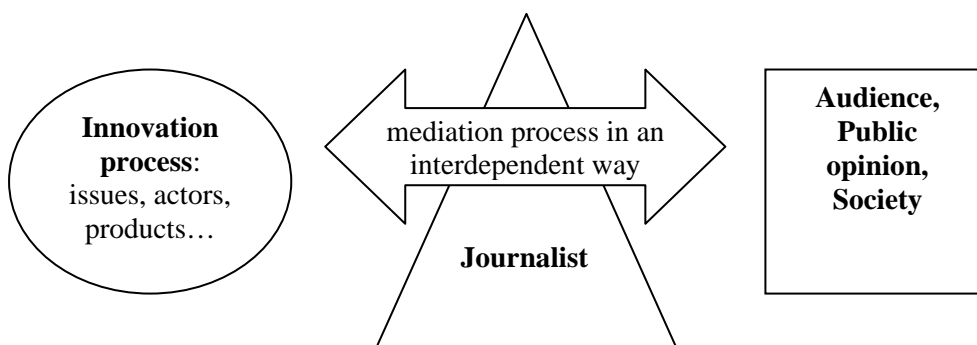 Innovation
process:
issues, actors,
products…
mediation process in an
interdependent way
Journalist
Audience,
Public
opinion,
Society